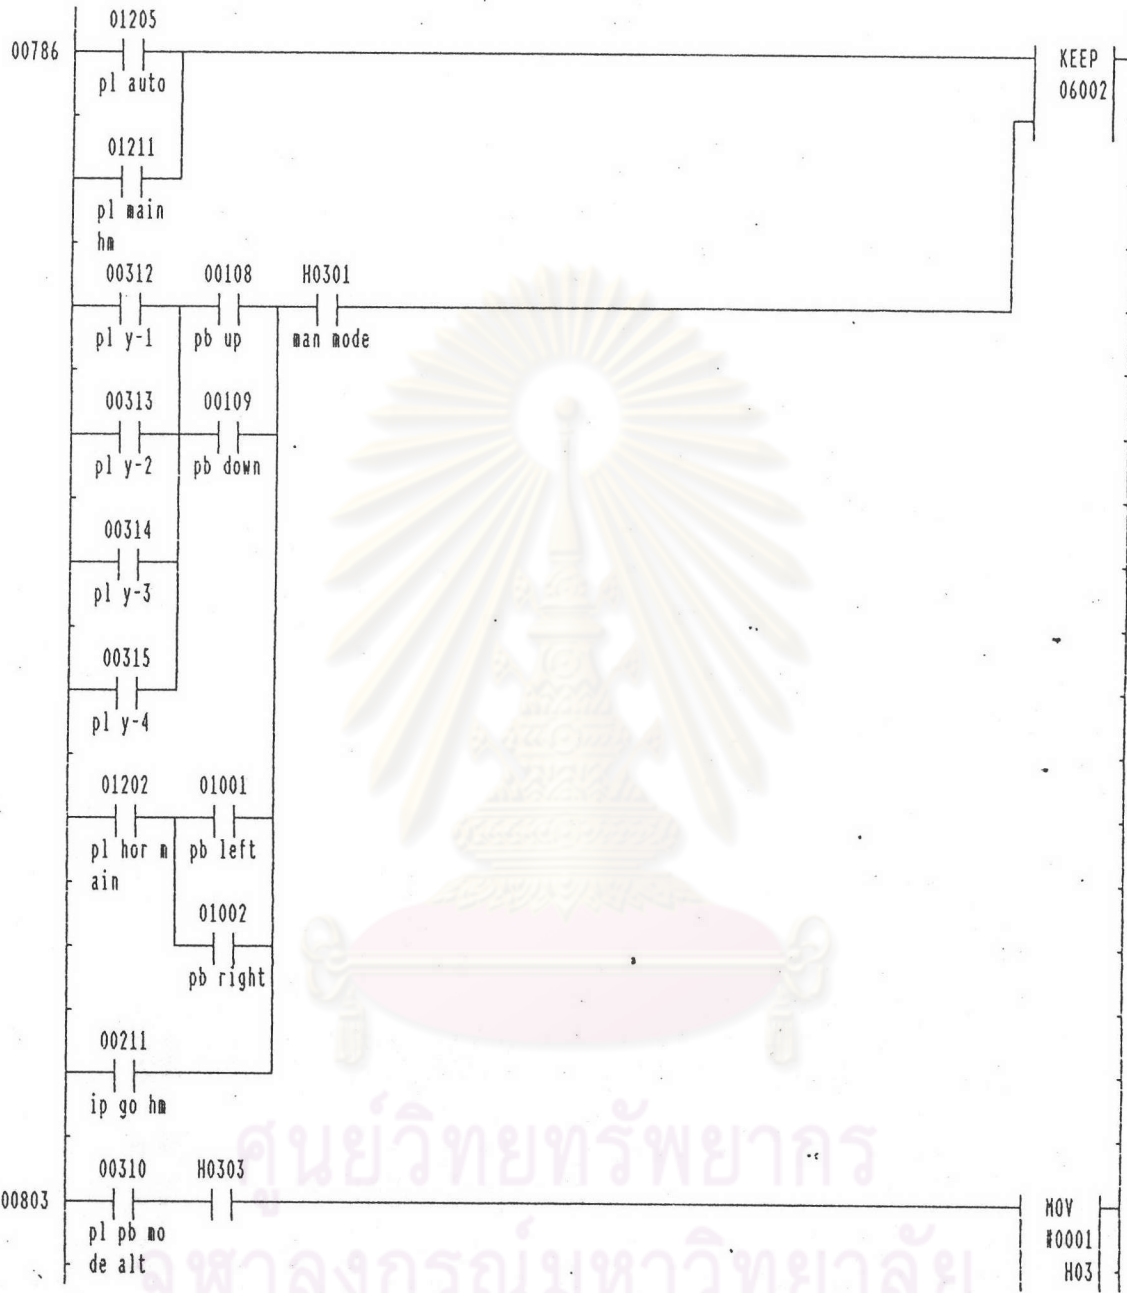 01205
00786
pl auto
KEEP
06002
01211
pl main
hm
00312 00108 H0301
pl y-1 pb up man mode
00313 00109
pl y-2 pb down
00314
pl y-3
00315
pl y-4
01202 01001
pl hor m pb left
ain
01002
pb right
00211
ip go hm
ศูนย์วิทยทรัพยากร
00310 H0303
00803
MOV
pl pb mo
#0001
de alt
H03
จุฬาลงกรณ์มหาวิทยาลัย